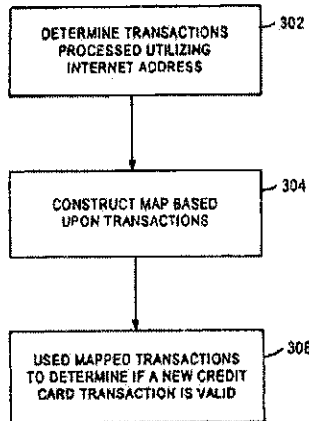 DETERMINE TRANSACTIONS
PROCESSED UTILIZING
INTERNET ADDRESS
302
CONSTRUCT MAP BASED
UPON TRANSACTIONS
304
USED MAPPED TRANSACTIONS
TO DETERMINE IF A NEW CREDIT
CARD TRANSACTION IS VALID
306